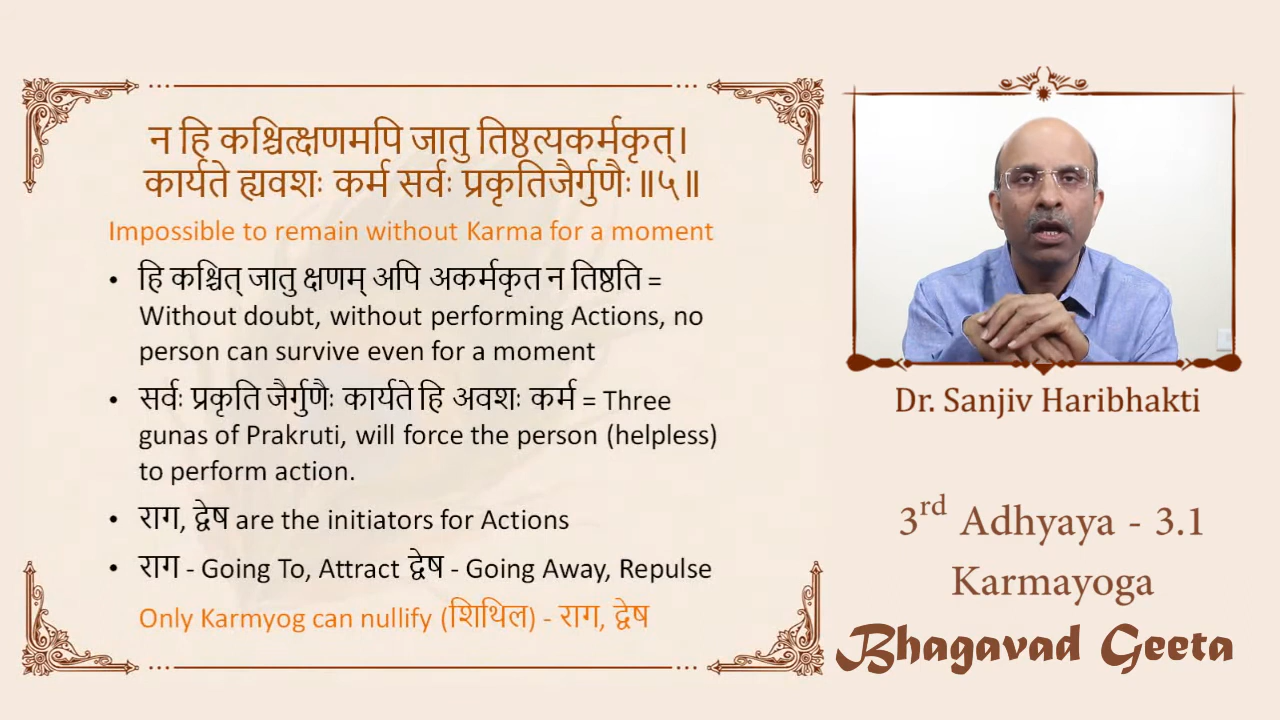 न हि कश्चित्क्षणमपि जातु तिष्ठत्यकर्मकृत्।
कार्यते ह्यवशः कर्म सर्वः प्रकृतिजैर्गुणैः॥५॥
Impossible to remain without Karma for a moment
• हि कश्चित् जातु क्षणम् अपि अकर्मकृत न तिष्ठति =
Without doubt, without performing Actions, no
person can survive even for a moment
• सर्वः प्रकृति जैर्गुणैः कार्यते हि अवशः कर्म = Three
gunas of Prakruti, will force the person (helpless)
to perform action.
• राग, द्वेष are the initiators for Actions
• राग - Going To, Attract द्वेष - Going Away, Repulse
Only Karmyog can nullify (शिथिल) - राग, द्वेष
Dr. Sanjiv Haribhakti
3rd Adhyaya - 3.1
Karmayoga
Bhagavad Geeta